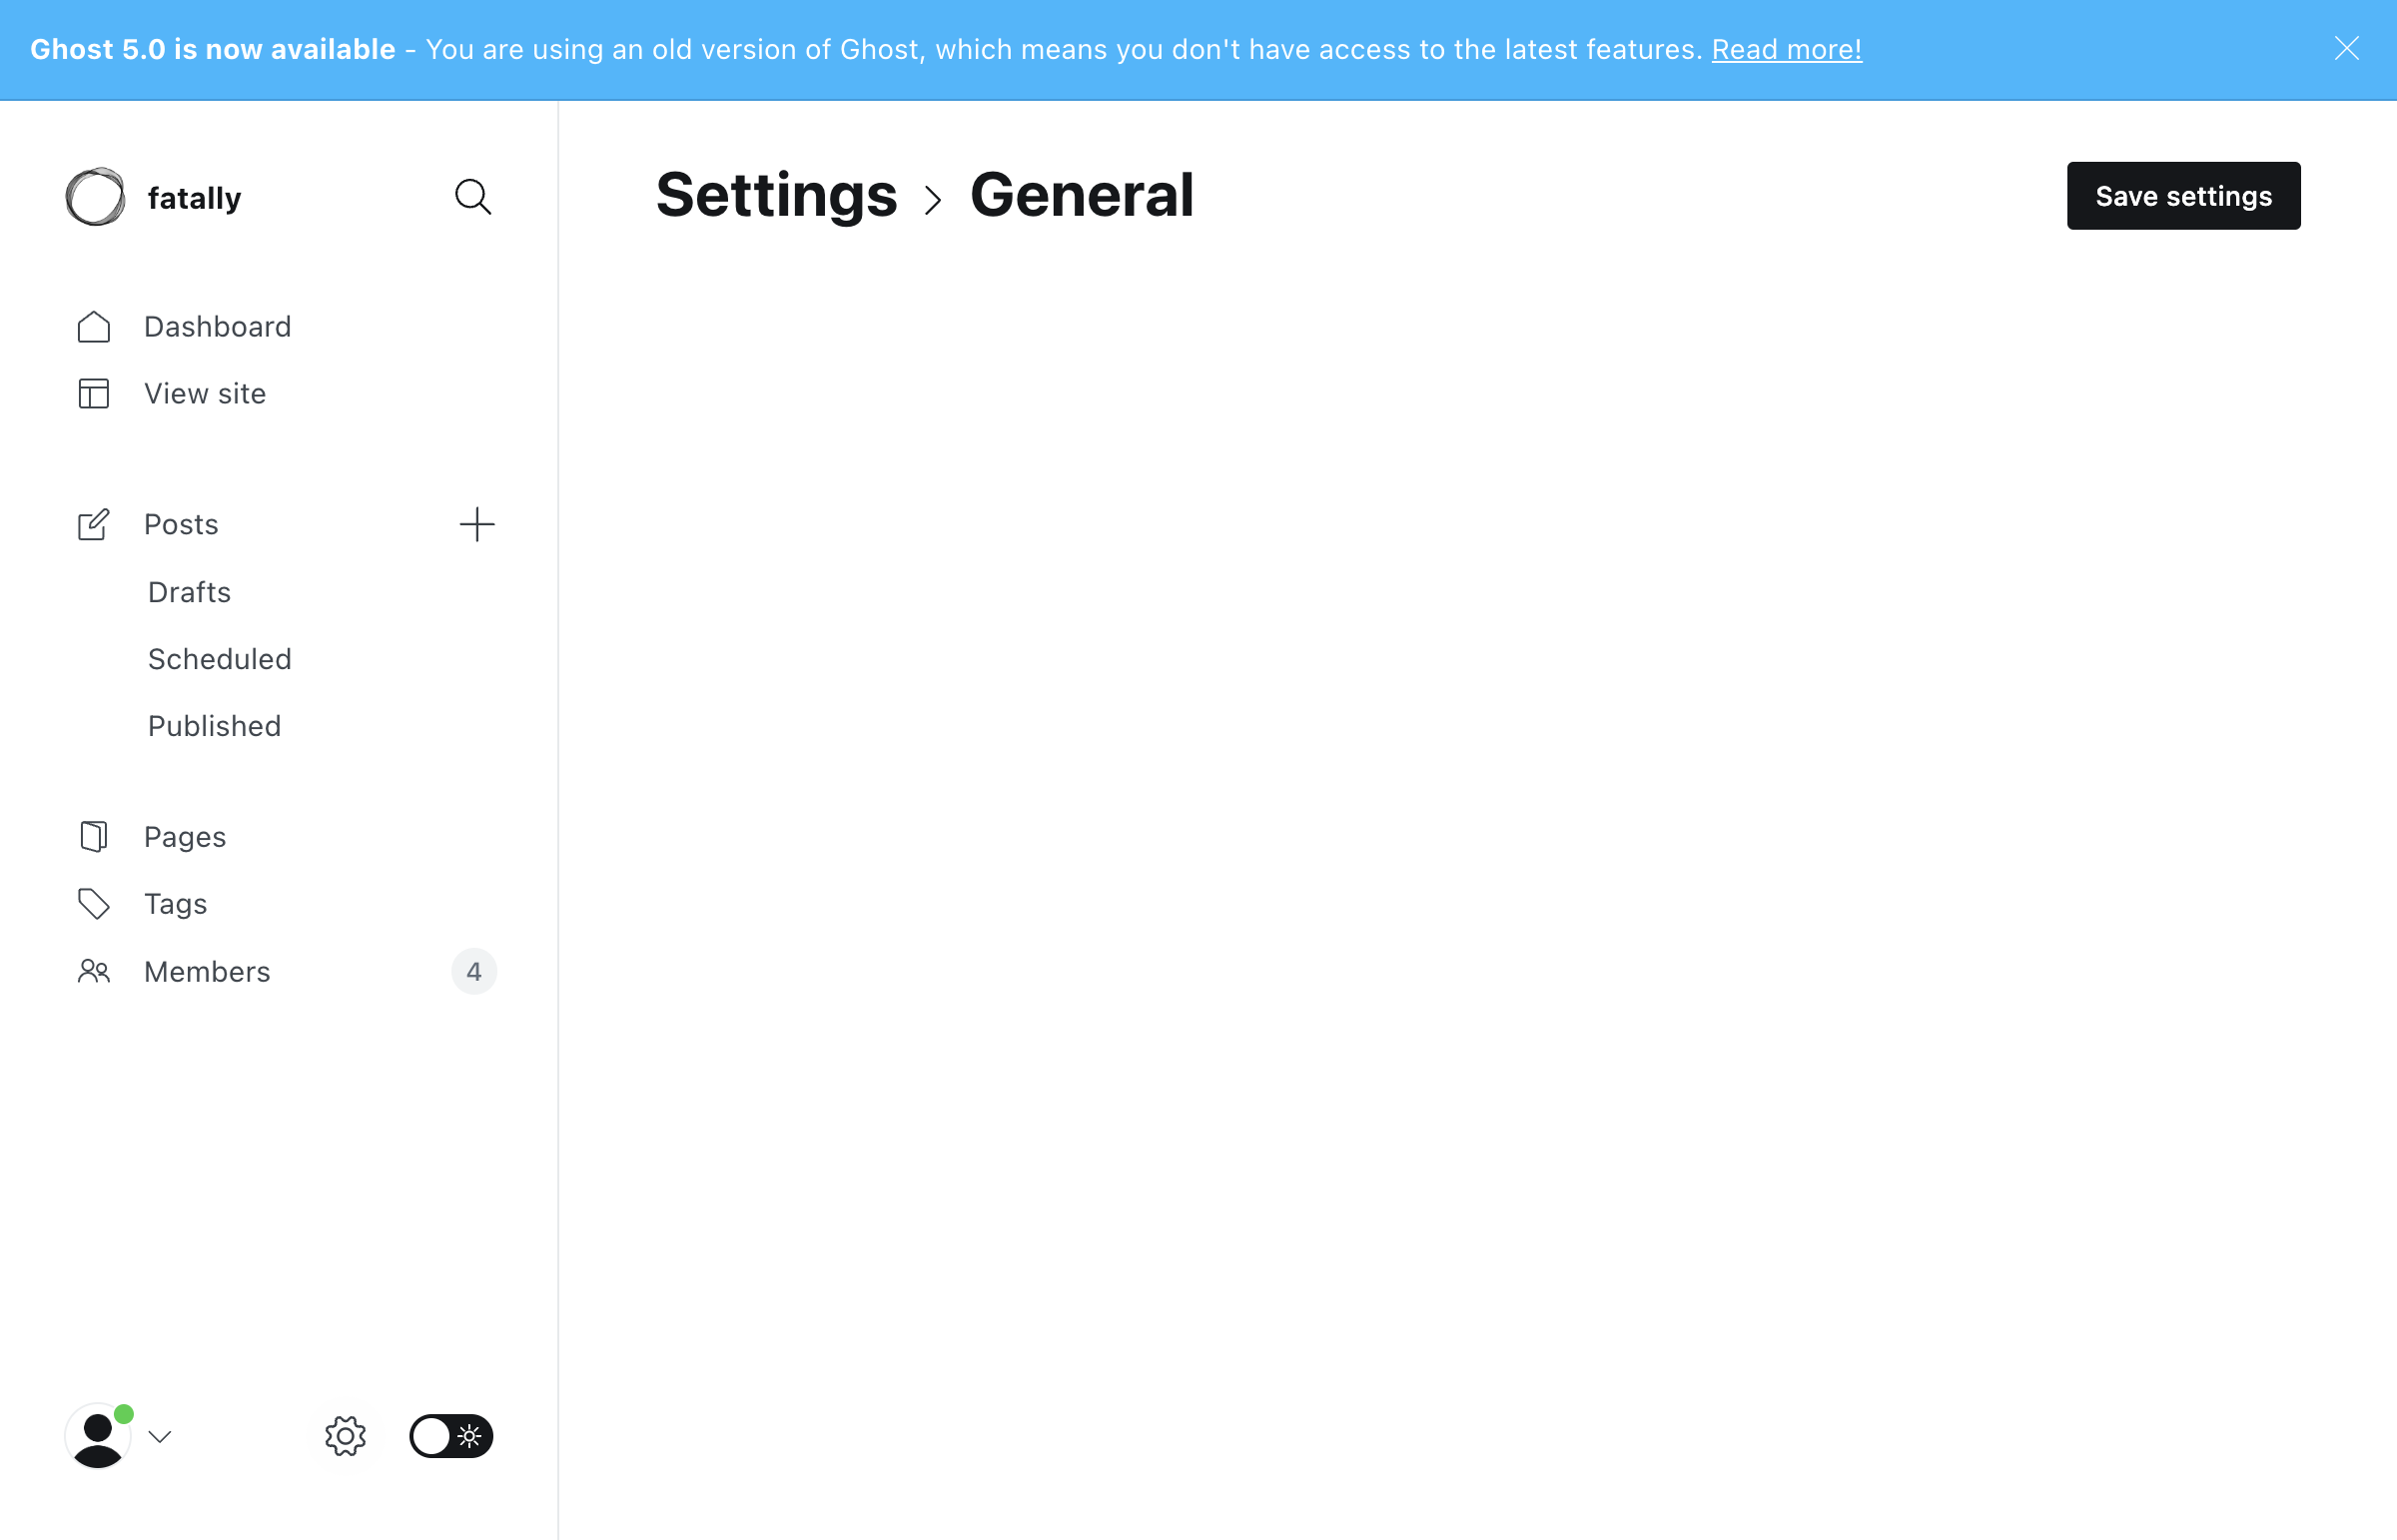 Ghost 5.0 is now available - You are using an old version of Ghost, which means you don't have access to the latest features. Read more!
fatally
Settings > General
Save settings
Dashboard
View site
Posts
Drafts
Scheduled
Published
Pages
Tags
Members 4